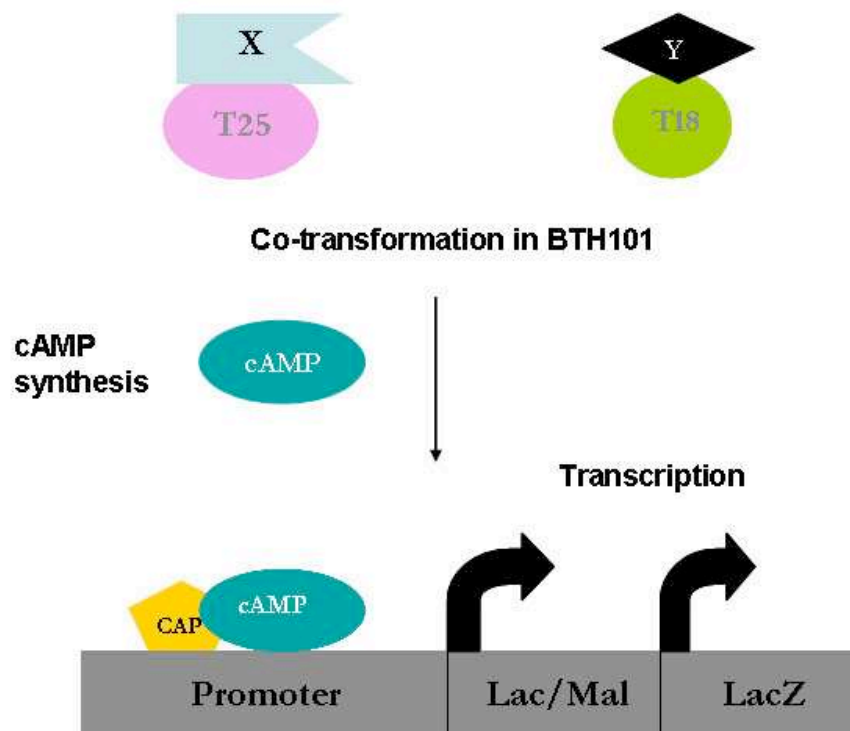 X
Y
T25
T18
Co-transformation in BTH101
cAMP
synthesis
cAMP
Transcription
CAP
cAMP
Promoter
Lac/Mal
LacZ